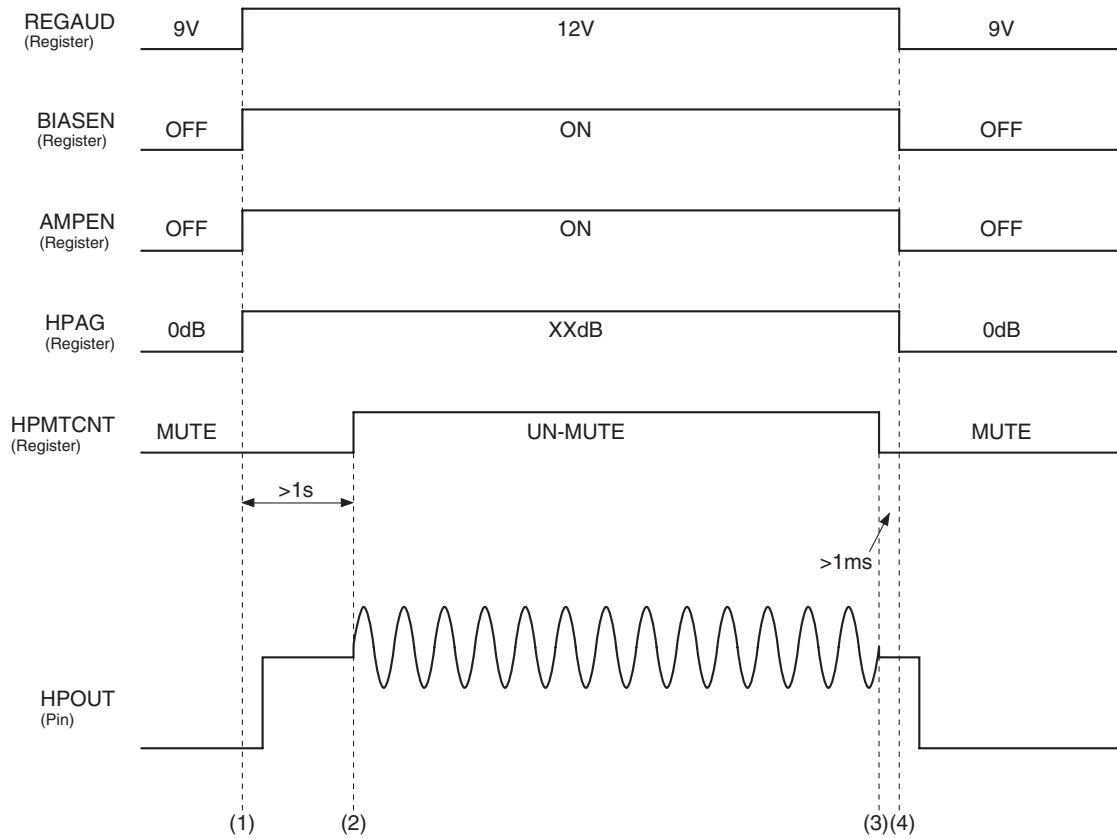 REGAUD
(Register)
9V
12V
9V
BIASEN
(Register)
OFF
ON
OFF
AMPEN
(Register)
OFF
ON
OFF
HPAG
(Register)
0dB
XXdB
0dB
HPMTCNT
(Register)
MUTE
UN-MUTE
MUTE
>1s
>1ms
HPOUT
(Pin)
(1)
(2)
(3)
(4)